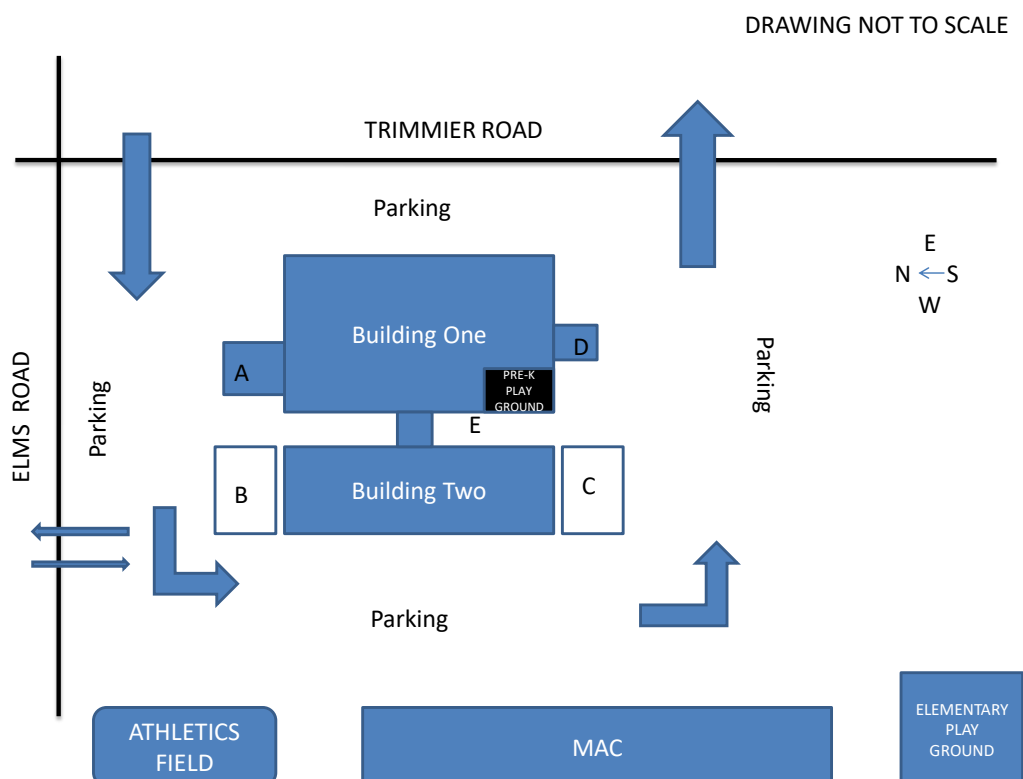 DRAWING NOT TO SCALE
TRIMMIER ROAD
Parking
E
N S
W
Building One
D
A
PRE-K
PLAY
GROUND
E
Parking
Parking
ELMS ROAD
B
Building Two
C
Parking
ATHLETICS
FIELD
MAC
ELEMENTARY
PLAY
GROUND